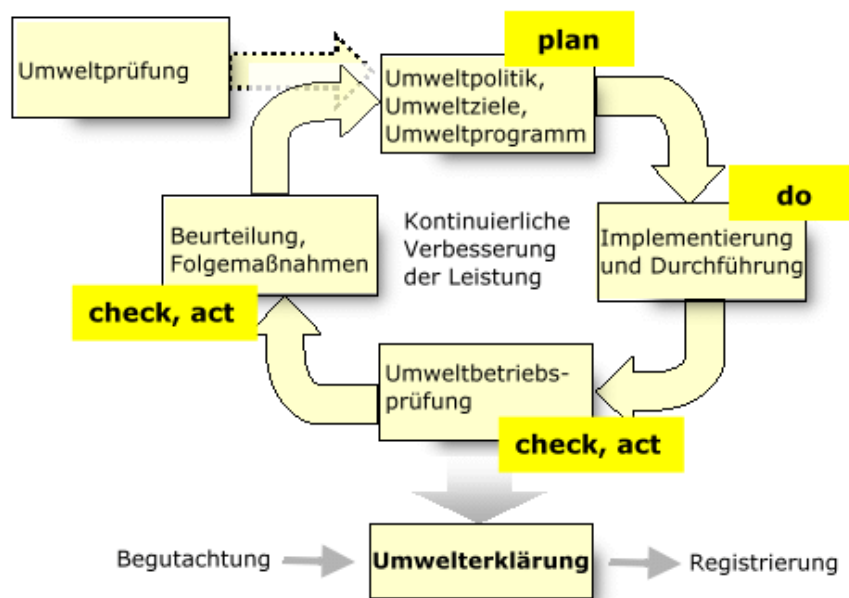 Umweltprüfung
plan
Umweltpolitik,
Umweltziele,
Umweltprogramm
do
Implementierung
und Durchführung
Kontinuierliche
Verbesserung
der Leistung
Beurteilung,
Folgemaßnahmen
check, act
Umweltbetriebs-
prüfung
check, act
Begutachtung
Umwelterklärung
Registrierung